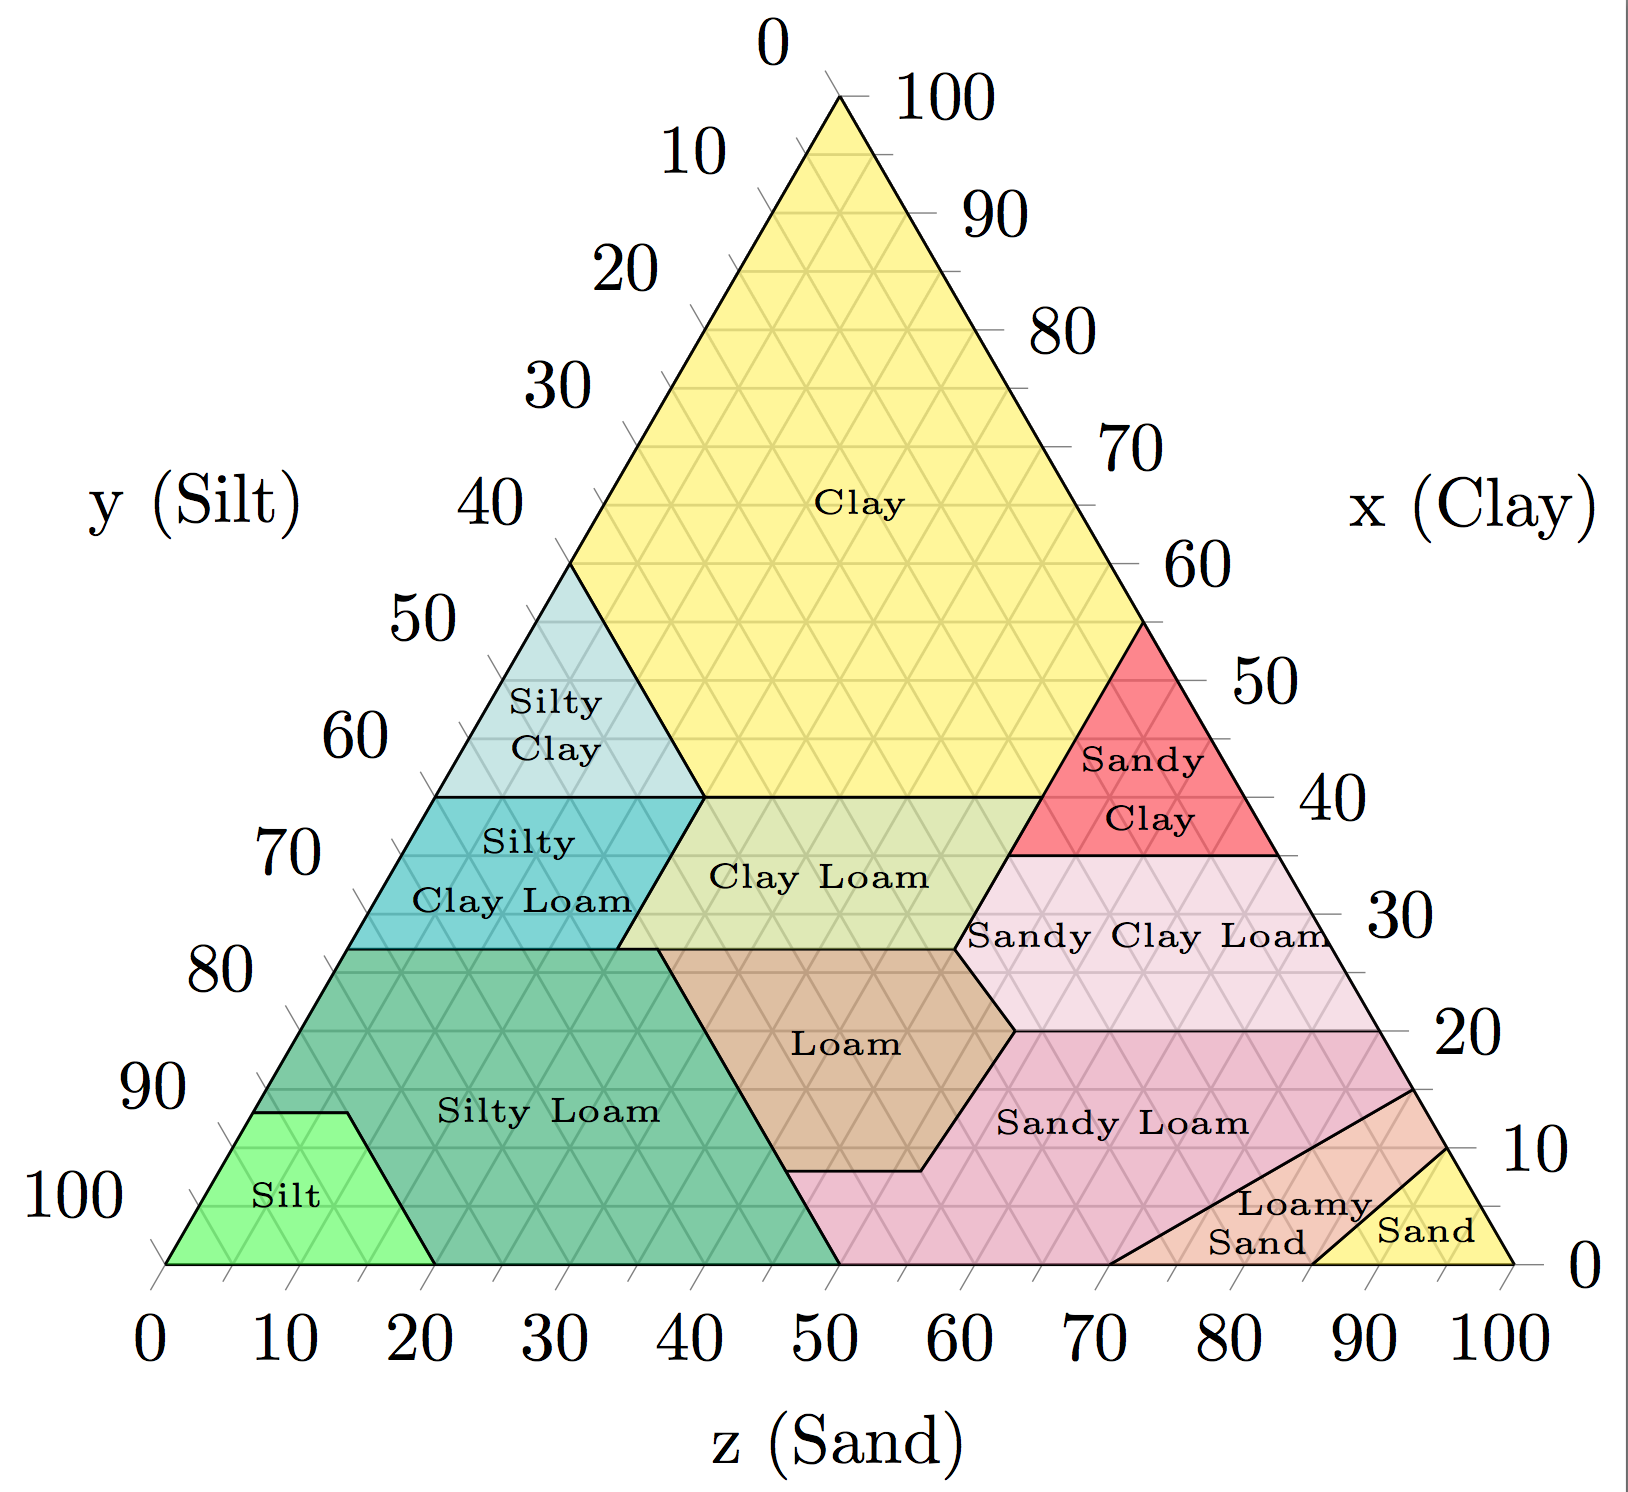 0
100
10
90
20
80
30
70
y (Silt)
40
Clay
x (Clay)
60
50
Silty
Clay
50
60
Sandy
Clay
40
70
Silty
Clay Loam
Clay Loam
Sandy Clay Loam
30
80
Loam
20
90
Silty Loam
Sandy Loam
10
100
Silt
Loamy
Sand
Sand
0
0 10 20 30 40 50 60 70 80 90 100
z (Sand)